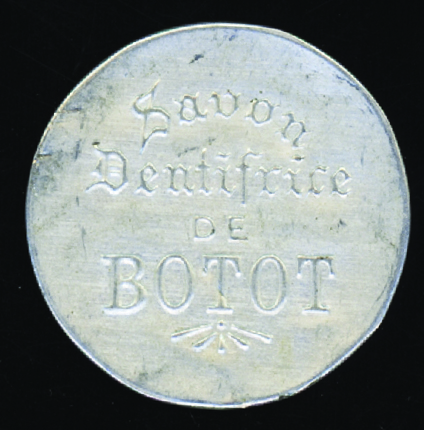 Savon
Dentifrice
DE
BOTOT